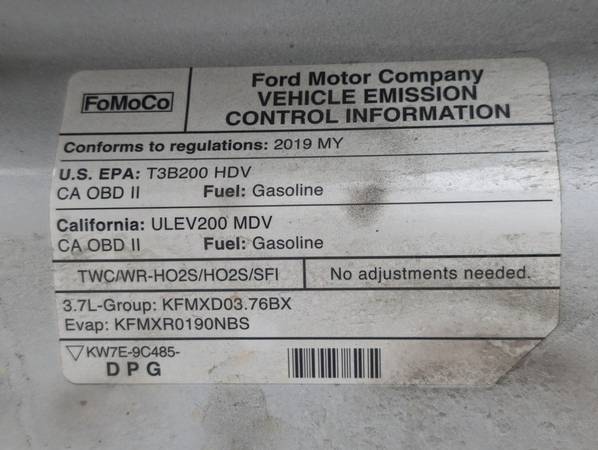 FoMoCo
Ford Motor Company
VEHICLE EMISSION
CONTROL INFORMATION
Conforms to regulations: 2019 MY
U.S. EPA: T3B200 HDV
CA OBD II Fuel: Gasoline
California: ULEV200 MDV
CA OBD II Fuel: Gasoline
TWC/WR-HO2S/HO2S/SFI
No adjustments needed.
3.7L-Group: KFMXD03.76BX
Evap: KFMXR0190NBS
▽KW7E-9C485-
D P G